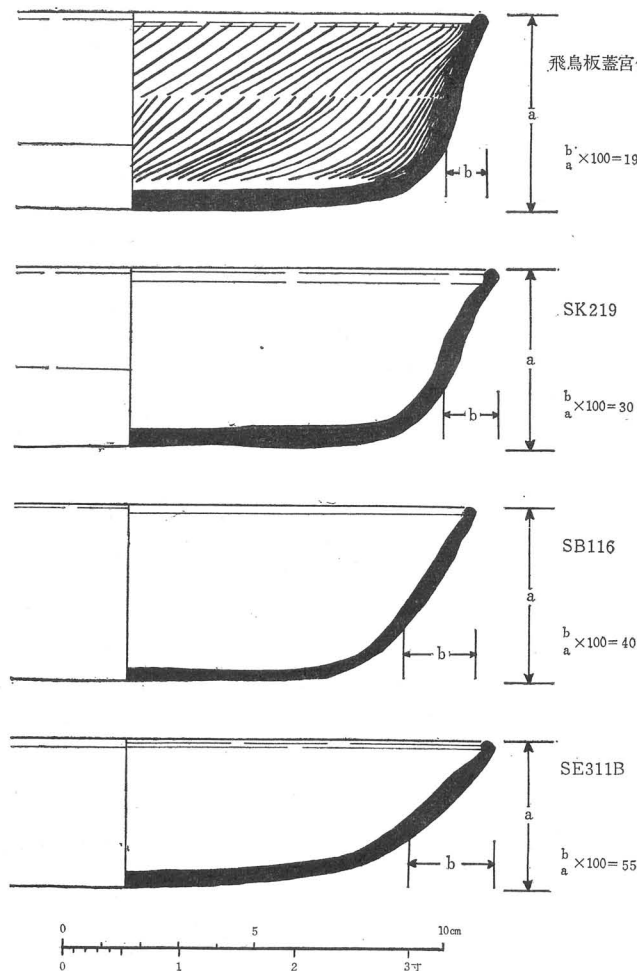 飛鳥板蓋宮
a
b
b/a ×100=19
SK219
a
b
b/a ×100=30
SB116
a
b
b/a ×100=40
SE311B
a
b
b/a ×100=55
0 5 10cm
0 1 2 3寸